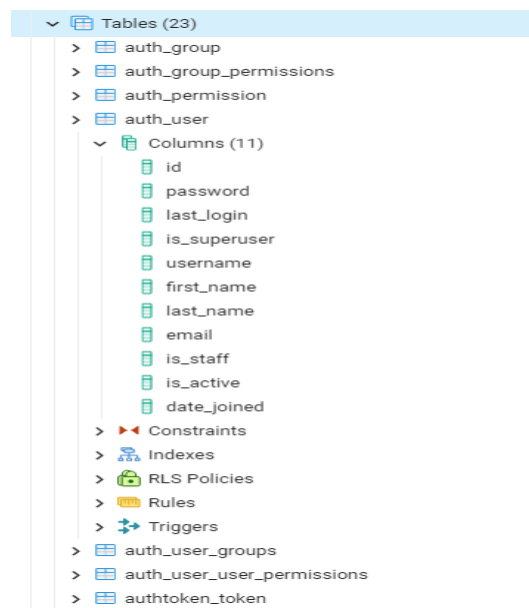 Tables (23)
auth_group
auth_group_permissions
auth_permission
auth_user
Columns (11)
id
password
last_login
is_superuser
username
first_name
last_name
email
is_staff
is_active
date_joined
Constraints
Indexes
RLS Policies
Rules
Triggers
auth_user_groups
auth_user_user_permissions
authtoken_token